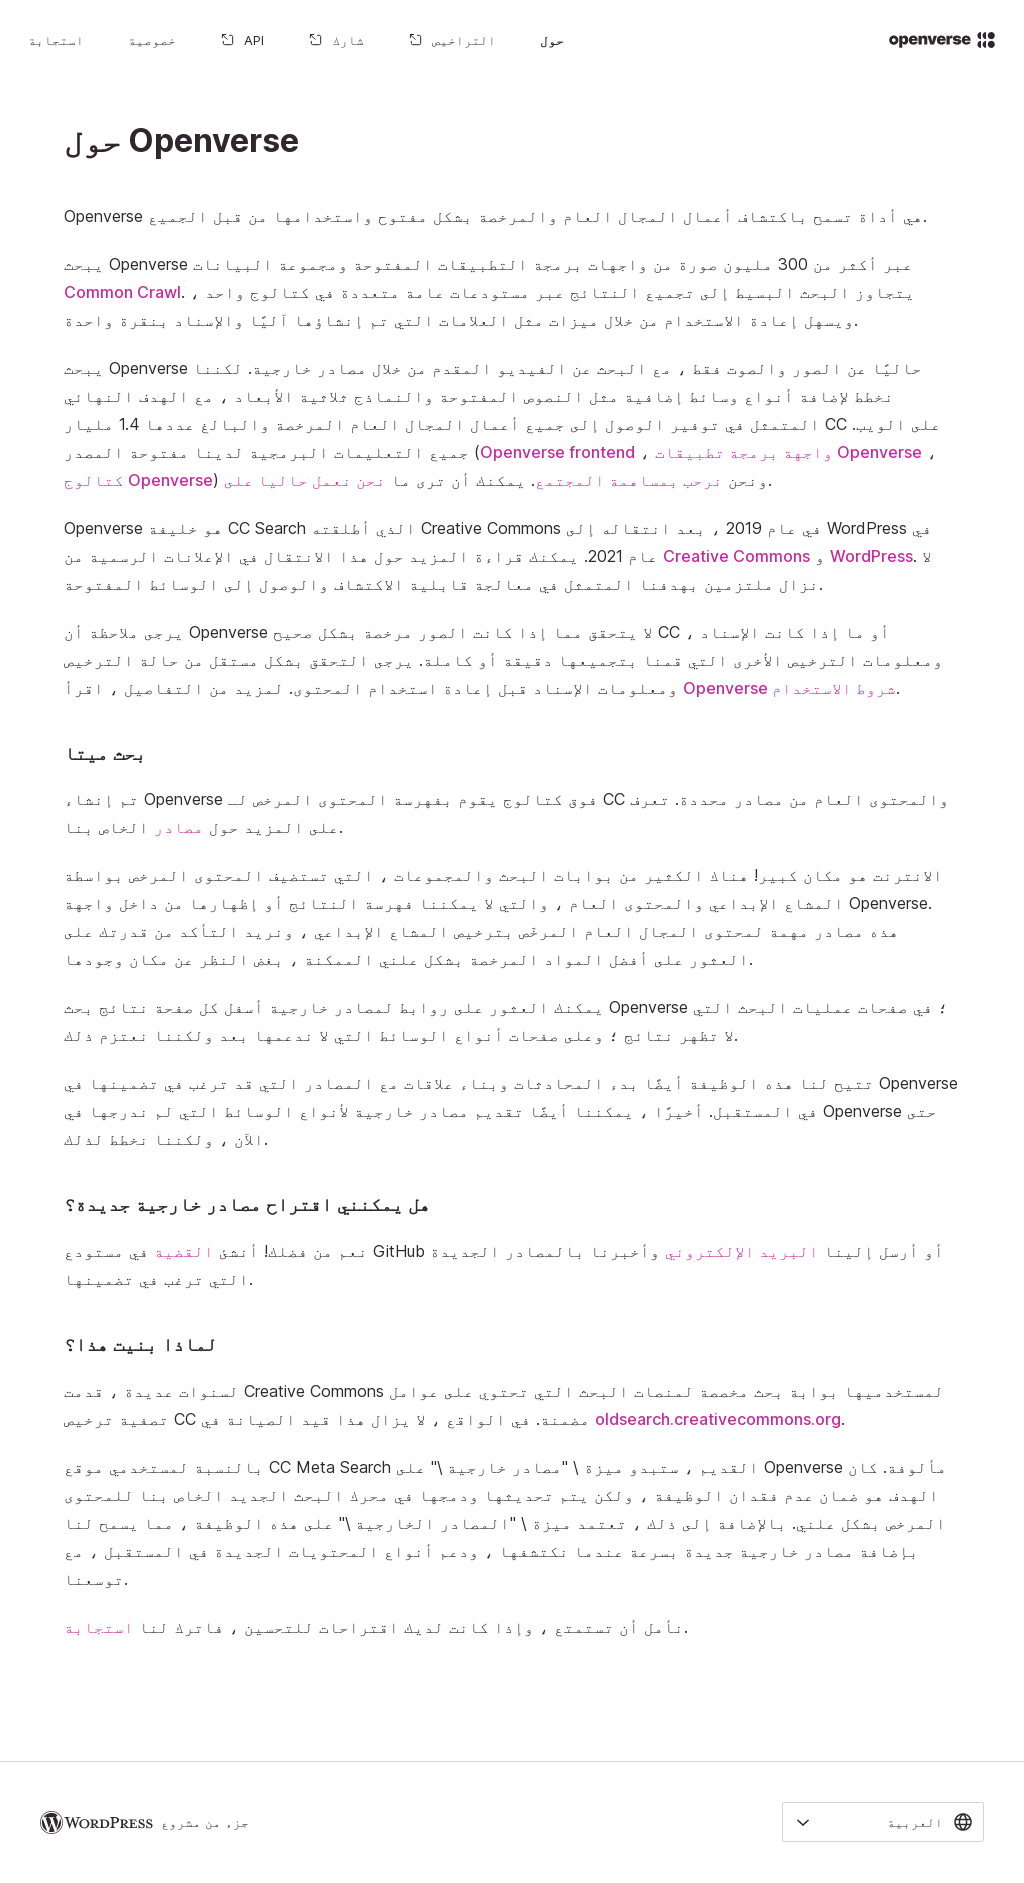 openverse
حول
التراخيص
شارك
API
خصوصية
استجابة
حول Openverse
Openverse هي أداة تسمح باكتشاف أعمال المجال العام والمرخصة بشكل مفتوح واستخدامها من قبل الجميع.
يبحث Openverse عبر أكثر من 300 مليون صورة من واجهات برمجة التطبيقات المفتوحة ومجموعة البيانات
Common Crawl. يتجاوز البحث البسيط إلى تجميع النتائج عبر مستودعات عامة متعددة في كتالوج واحد ،
ويسهل إعادة الاستخدام من خلال ميزات مثل العلامات التي تم إنشاؤها آليًا والإسناد بنقرة واحدة.
يبحث Openverse حاليًا عن الصور والصوت فقط ، مع البحث عن الفيديو المقدم من خلال مصادر خارجية. لكننا
نخطط لإضافة أنواع وسائط إضافية مثل النصوص المفتوحة والنماذج ثلاثية الأبعاد ، مع الهدف النهائي
المتمثل في توفير الوصول إلى جميع أعمال المجال العام المرخصة والبالغ عددها 1.4 مليار CC على الويب.
جميع التعليمات البرمجية لدينا مفتوحة المصدر (Openverse frontend ، واجهة برمجة تطبيقات Openverse ،
كتالوج Openverse) ونحن نرحب بمساهمة المجتمع. يمكنك أن ترى ما نحن نعمل حاليا على.
Openverse هو خليفة CC Search الذي أطلقته Creative Commons في عام 2019 ، بعد انتقاله إلى WordPress في
عام 2021. يمكنك قراءة المزيد حول هذا الانتقال في الإعلانات الرسمية من Creative Commons و WordPress. لا
نزال ملتزمين بهدفنا المتمثل في معالجة قابلية الاكتشاف والوصول إلى الوسائط المفتوحة.
يرجى ملاحظة أن Openverse لا يتحقق مما إذا كانت الصور مرخصة بشكل صحيح CC ، أو ما إذا كانت الإسناد
ومعلومات الترخيص الأخرى التي قمنا بتجميعها دقيقة أو كاملة. يرجى التحقق بشكل مستقل من حالة الترخيص
ومعلومات الإسناد قبل إعادة استخدام المحتوى. لمزيد من التفاصيل ، اقرأ Openverse شروط الاستخدام.
بحث ميتا
تم إنشاء Openverse فوق كتالوج يقوم بفهرسة المحتوى المرخص لـ CC والمحتوى العام من مصادر محددة. تعرف
على المزيد حول مصادر الخاص بنا.
الانترنت هو مكان كبير! هناك الكثير من بوابات البحث والمجموعات ، التي تستضيف المحتوى المرخص بواسطة
المشاع الإبداعي والمحتوى العام ، والتي لا يمكننا فهرسة النتائج أو إظهارها من داخل واجهة Openverse.
هذه مصادر مهمة لمحتوى المجال العام المرخّص بترخيص المشاع الإبداعي ، ونريد التأكد من قدرتك على
العثور على أفضل المواد المرخصة بشكل علني الممكنة ، بغض النظر عن مكان وجودها.
يمكنك العثور على روابط لمصادر خارجية أسفل كل صفحة نتائج بحث Openverse ؛ في صفحات عمليات البحث التي
لا تظهر نتائج ؛ وعلى صفحات أنواع الوسائط التي لا ندعمها بعد ولكننا نعتزم ذلك.
تتيح لنا هذه الوظيفة أيضًا بدء المحادثات وبناء علاقات مع المصادر التي قد ترغب في تضمينها في Openverse
في المستقبل. أخيرًا ، يمكننا أيضًا تقديم مصادر خارجية لأنواع الوسائط التي لم ندرجها في Openverse حتى
الآن ، ولكننا نخطط لذلك.
هل يمكنني اقتراح مصادر خارجية جديدة؟
نعم من فضلك! أنشئ القضية في مستودع GitHub أو أرسل إلينا البريد الإلكتروني وأخبرنا بالمصادر الجديدة
التي ترغب في تضمينها.
لماذا بنيت هذا؟
لسنوات عديدة ، قدمت Creative Commons لمستخدميها بوابة بحث مخصصة لمنصات البحث التي تحتوي على عوامل
تصفية ترخيص CC مضمنة. في الواقع ، لا يزال هذا قيد الصيانة في oldsearch.creativecommons.org.
بالنسبة لمستخدمي موقع CC Meta Search القديم ، ستبدو ميزة \ "مصادر خارجية \" على Openverse مألوفة. كان
الهدف هو ضمان عدم فقدان الوظيفة ، ولكن يتم تحديثها ودمجها في محرك البحث الجديد الخاص بنا للمحتوى
المرخص بشكل علني. بالإضافة إلى ذلك ، تعتمد ميزة \ "المصادر الخارجية \" على هذه الوظيفة ، مما يسمح لنا
بإضافة مصادر خارجية جديدة بسرعة عندما نكتشفها ، ودعم أنواع المحتويات الجديدة في المستقبل ، مع
توسعنا.
نأمل أن تستمتع ، وإذا كانت لديك اقتراحات للتحسين ، فاترك لنا استجابة.
العربية
جزء من مشروع WORDPRESS